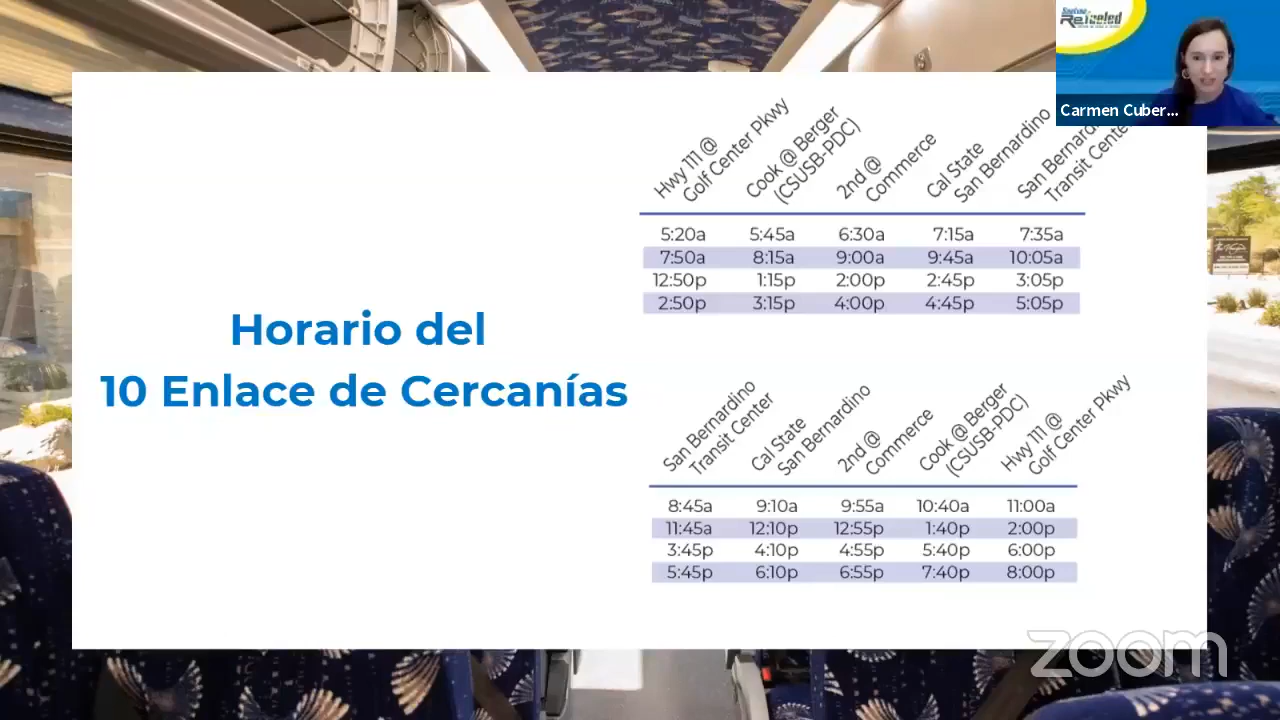 Refueled
Carmen Cuber...
Horario del
10 Enlace de Cercanías
Hwy 111 @
Golf Center Pkwy
Cook @ Berger
(CSUSB-PDC)
2nd @
Commerce
Cal State
San Bernardino
San Bernardi
Transit Center
5:20a 5:45a 6:30a 7:15a 7:35a
7:50a 8:15a 9:00a 9:45a 10:05a
12:50p 1:15p 2:00p 2:45p 3:05p
2:50p 3:15p 4:00p 4:45p 5:05p
San Bernardino
Transit Center
Cal State
San Bernardino
2nd @
Commerce
Cook @ Berger
(CSUSB-PDC)
Hwy 111 @
Golf Center Pkwy
8:45a 9:10a 9:55a 10:40a 11:00a
11:45a 12:10p 12:55p 1:40p 2:00p
3:45p 4:10p 4:55p 5:40p 6:00p
5:45p 6:10p 6:55p 7:40p 8:00p
zoom